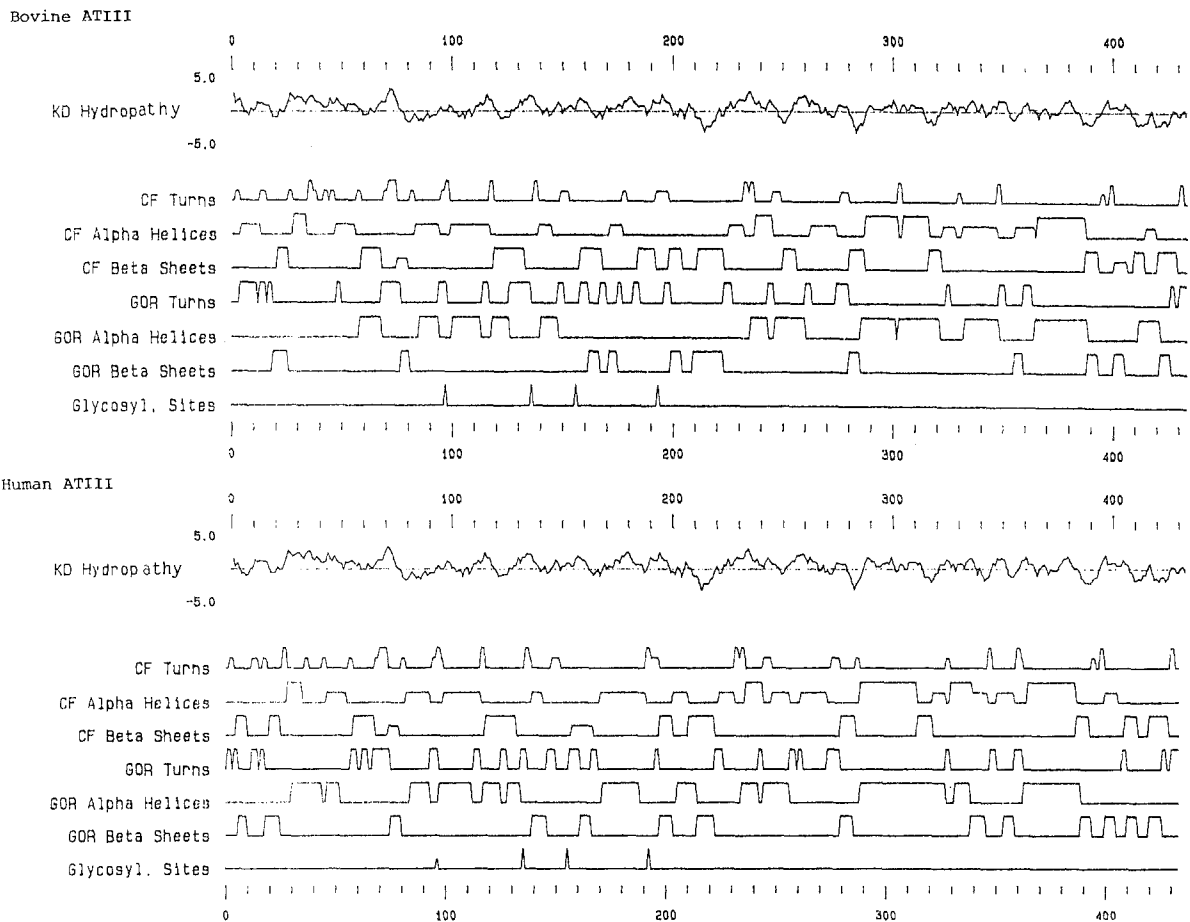 Bovine ATIII
0 100 200 300 400
5.0
KD Hydropathy
-5.0
CF Turns
CF Alpha Helices
CF Beta Sheets
GOR Turns
GOR Alpha Helices
GOR Beta Sheets
Glycosyl. Sites
0 100 200 300 400
Human ATIII
0 100 200 300 400
5.0
KD Hydropathy
-5.0
CF Turns
CF Alpha Helices
CF Beta Sheets
GOR Turns
GOR Alpha Helices
GOR Beta Sheets
Glycosyl. Sites
0 100 200 300 400